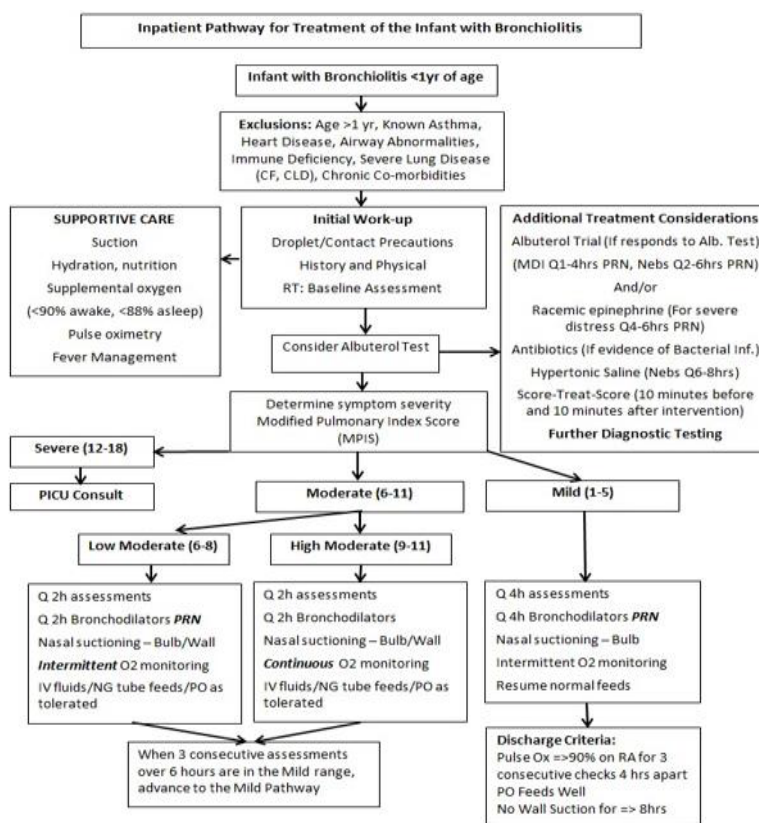 Inpatient Pathway for Treatment of the Infant with Bronchiolitis
Infant with Bronchiolitis <1yr of age
Exclusions: Age >1 yr, Known Asthma,
Heart Disease, Airway Abnormalities,
Immune Deficiency, Severe Lung Disease
(CF, CLD), Chronic Co-morbidities
SUPPORTIVE CARE
Suction
Hydration, nutrition
Supplemental oxygen
(<90% awake, <88% asleep)
Pulse oximetry
Fever Management
Initial Work-up
Droplet/Contact Precautions
History and Physical
RT: Baseline Assessment
Additional Treatment Considerations
Albuterol Trial (If responds to Alb. Test)
(MDI Q1-4hrs PRN, Nebs Q2-6hrs PRN)
And/or
Racemic epinephrine (For severe
distress Q4-6hrs PRN)
Antibiotics (If evidence of Bacterial Inf.)
Hypertonic Saline (Nebs Q6-8hrs)
Score-Treat-Score (10 minutes before
and 10 minutes after intervention)
Further Diagnostic Testing
Consider Albuterol Test
Determine symptom severity
Modified Pulmonary Index Score
(MPIS)
Severe (12-18)
PICU Consult
Moderate (6-11)
Mild (1-5)
Low Moderate (6-8)
High Moderate (9-11)
Q 2h assessments
Q 2h Bronchodilators PRN
Nasal suctioning – Bulb/Wall
Intermittent O2 monitoring
IV fluids/NG tube feeds/PO as
tolerated
Q 2h assessments
Q 2h Bronchodilators
Nasal suctioning – Bulb/Wall
Continuous O2 monitoring
IV fluids/NG tube feeds/PO as
tolerated
Q 4h assessments
Q 4h Bronchodilators PRN
Nasal suctioning – Bulb
Intermittent O2 monitoring
Resume normal feeds
When 3 consecutive assessments
over 6 hours are in the Mild range,
advance to the Mild Pathway
Discharge Criteria:
Pulse Ox =>90% on RA for 3
consecutive checks 4 hrs apart
PO Feeds Well
No Wall Suction for => 8hrs